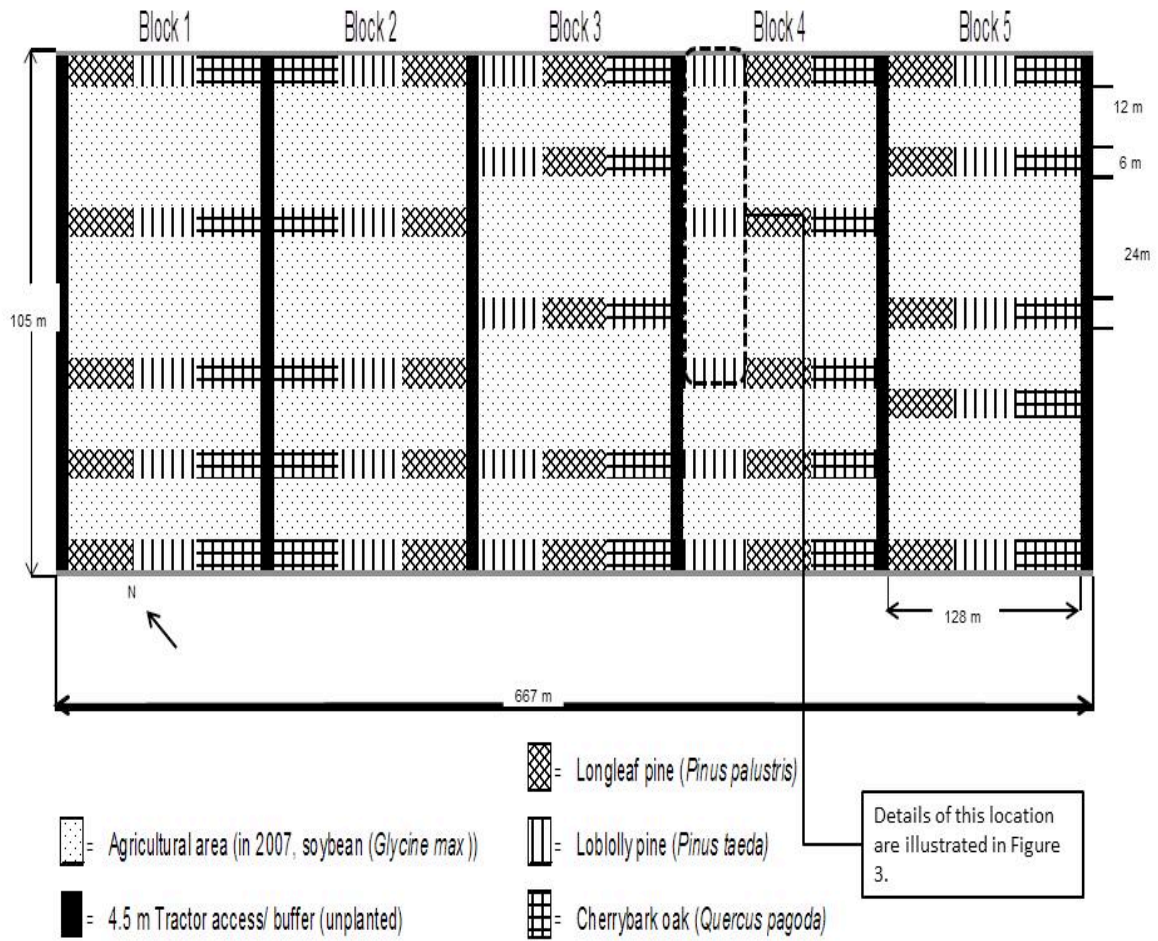 Block 1 Block 2 Block 3 Block 4 Block 5
12 m
6 m
24m
105 m
N
128 m
667 m
= Longleaf pine (Pinus palustris)
= Agricultural area (in 2007, soybean (Glycine max ))
= Loblolly pine (Pinus taeda)
= 4.5 m Tractor access/ buffer (unplanted)
= Cherrybark oak (Quercus pagoda)
Details of this location
are illustrated in Figure
3.